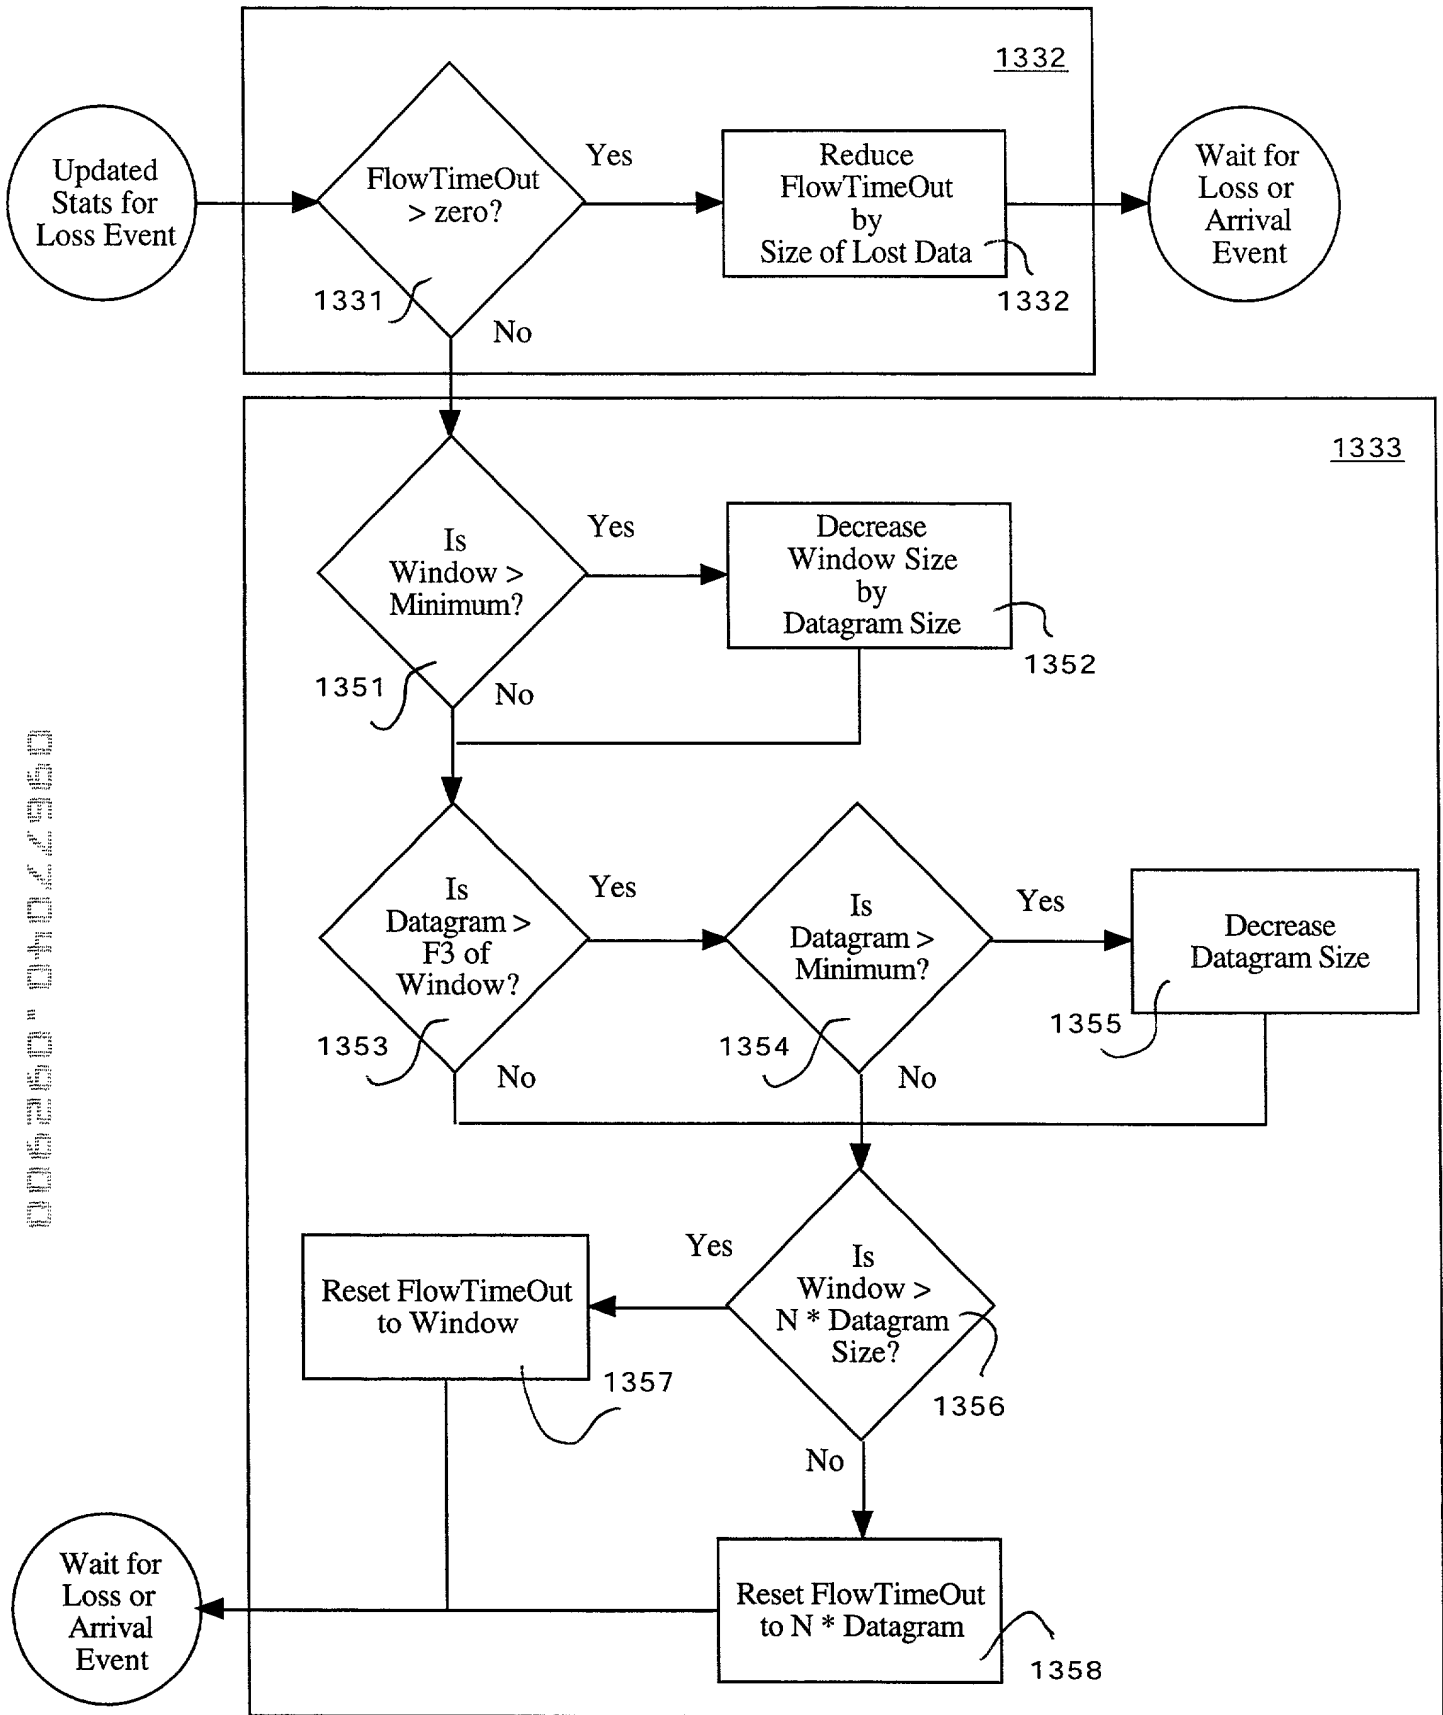 1332
Updated
Stats for
Loss Event
FlowTimeOut
> zero?
Yes
Reduce
FlowTimeOut
by
Size of Lost Data
Wait for
Loss or
Arrival
Event
1331
1332
No
1333
Is
Window >
Minimum?
Yes
Decrease
Window Size
by
Datagram Size
1351
1352
No
Is
Datagram >
F3 of
Window?
Yes
Is
Datagram >
Minimum?
Yes
Decrease
Datagram Size
1353
1354
1355
No
No
Reset FlowTimeOut
to Window
Yes
Is
Window >
N * Datagram
Size?
1357
1356
No
Wait for
Loss or
Arrival
Event
Reset FlowTimeOut
to N * Datagram
1358